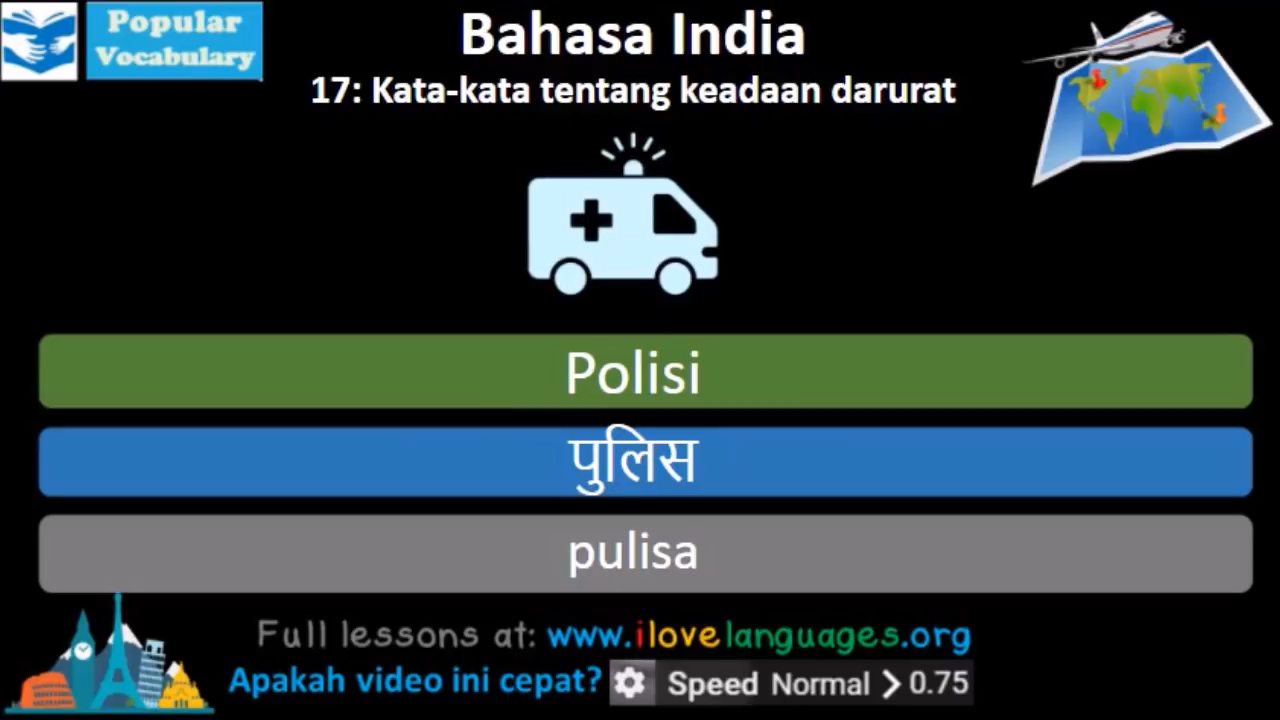 Popular
Vocabulary
Bahasa India
17: Kata-kata tentang keadaan darurat
Polisi
पुलिस
pulisa
Full lessons at: www.ilovelanguages.org
Apakah video ini cepat? Speed Normal > 0.75